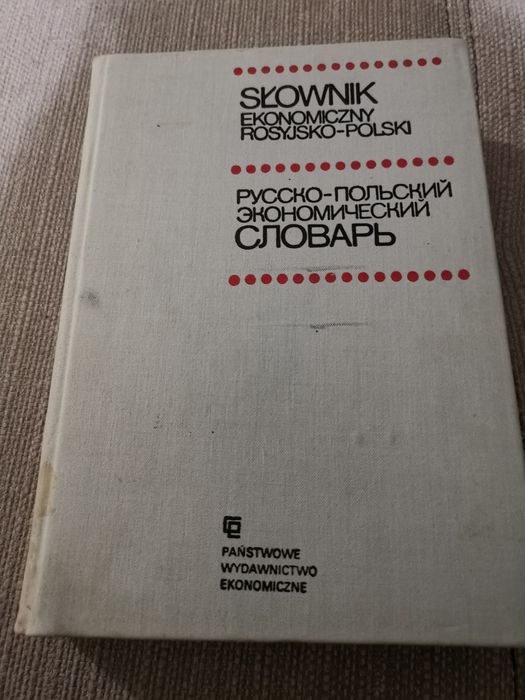 SŁOWNIK
EKONOMICZNY
ROSYJSKO-POLSKI
РУССКО-ПОЛЬСКИЙ
ЭКОНОМИЧЕСКИЙ
СЛОВАРЬ
PAŃSTWOWE
WYDAWNICTWO
EKONOMICZNE